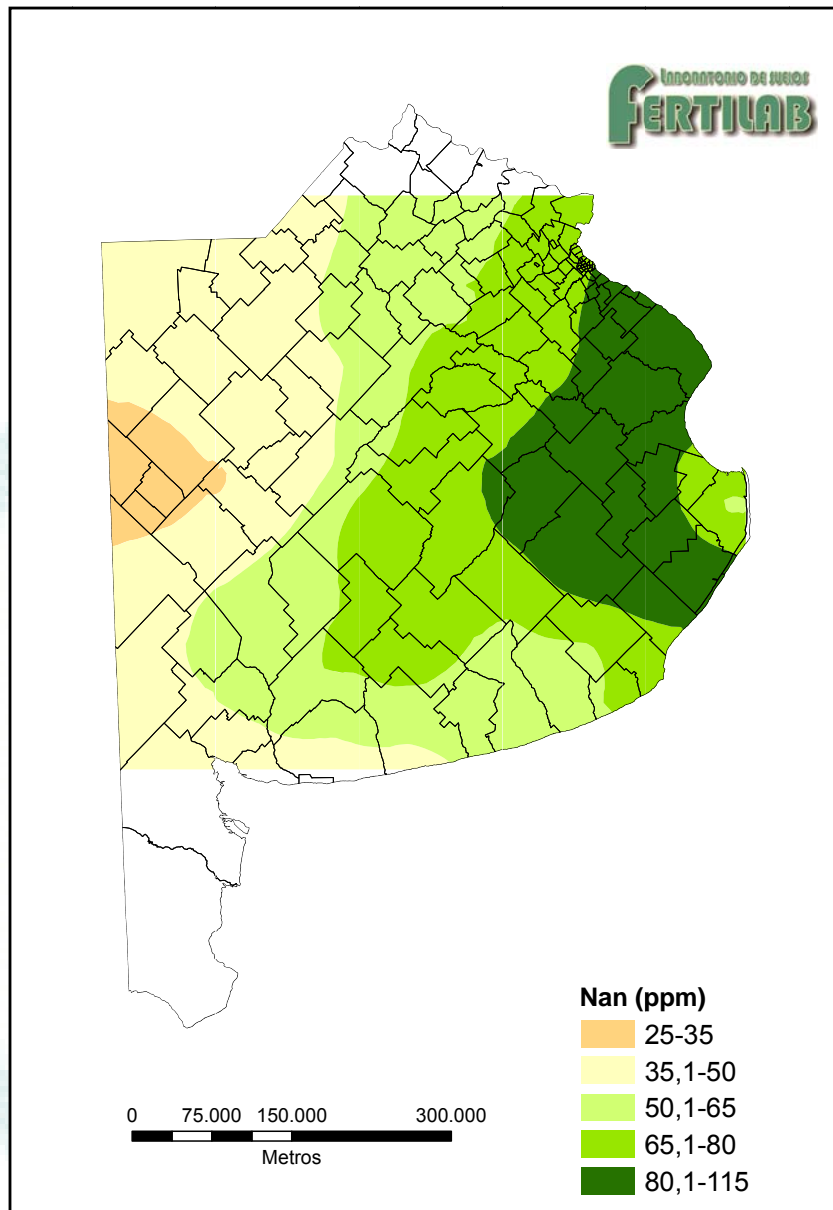 LABORATORIO DE SUELOS
FERTILAB
Nan (ppm)
25-35
35,1-50
50,1-65
65,1-80
80,1-115
0 75.000 150.000 300.000
Metros